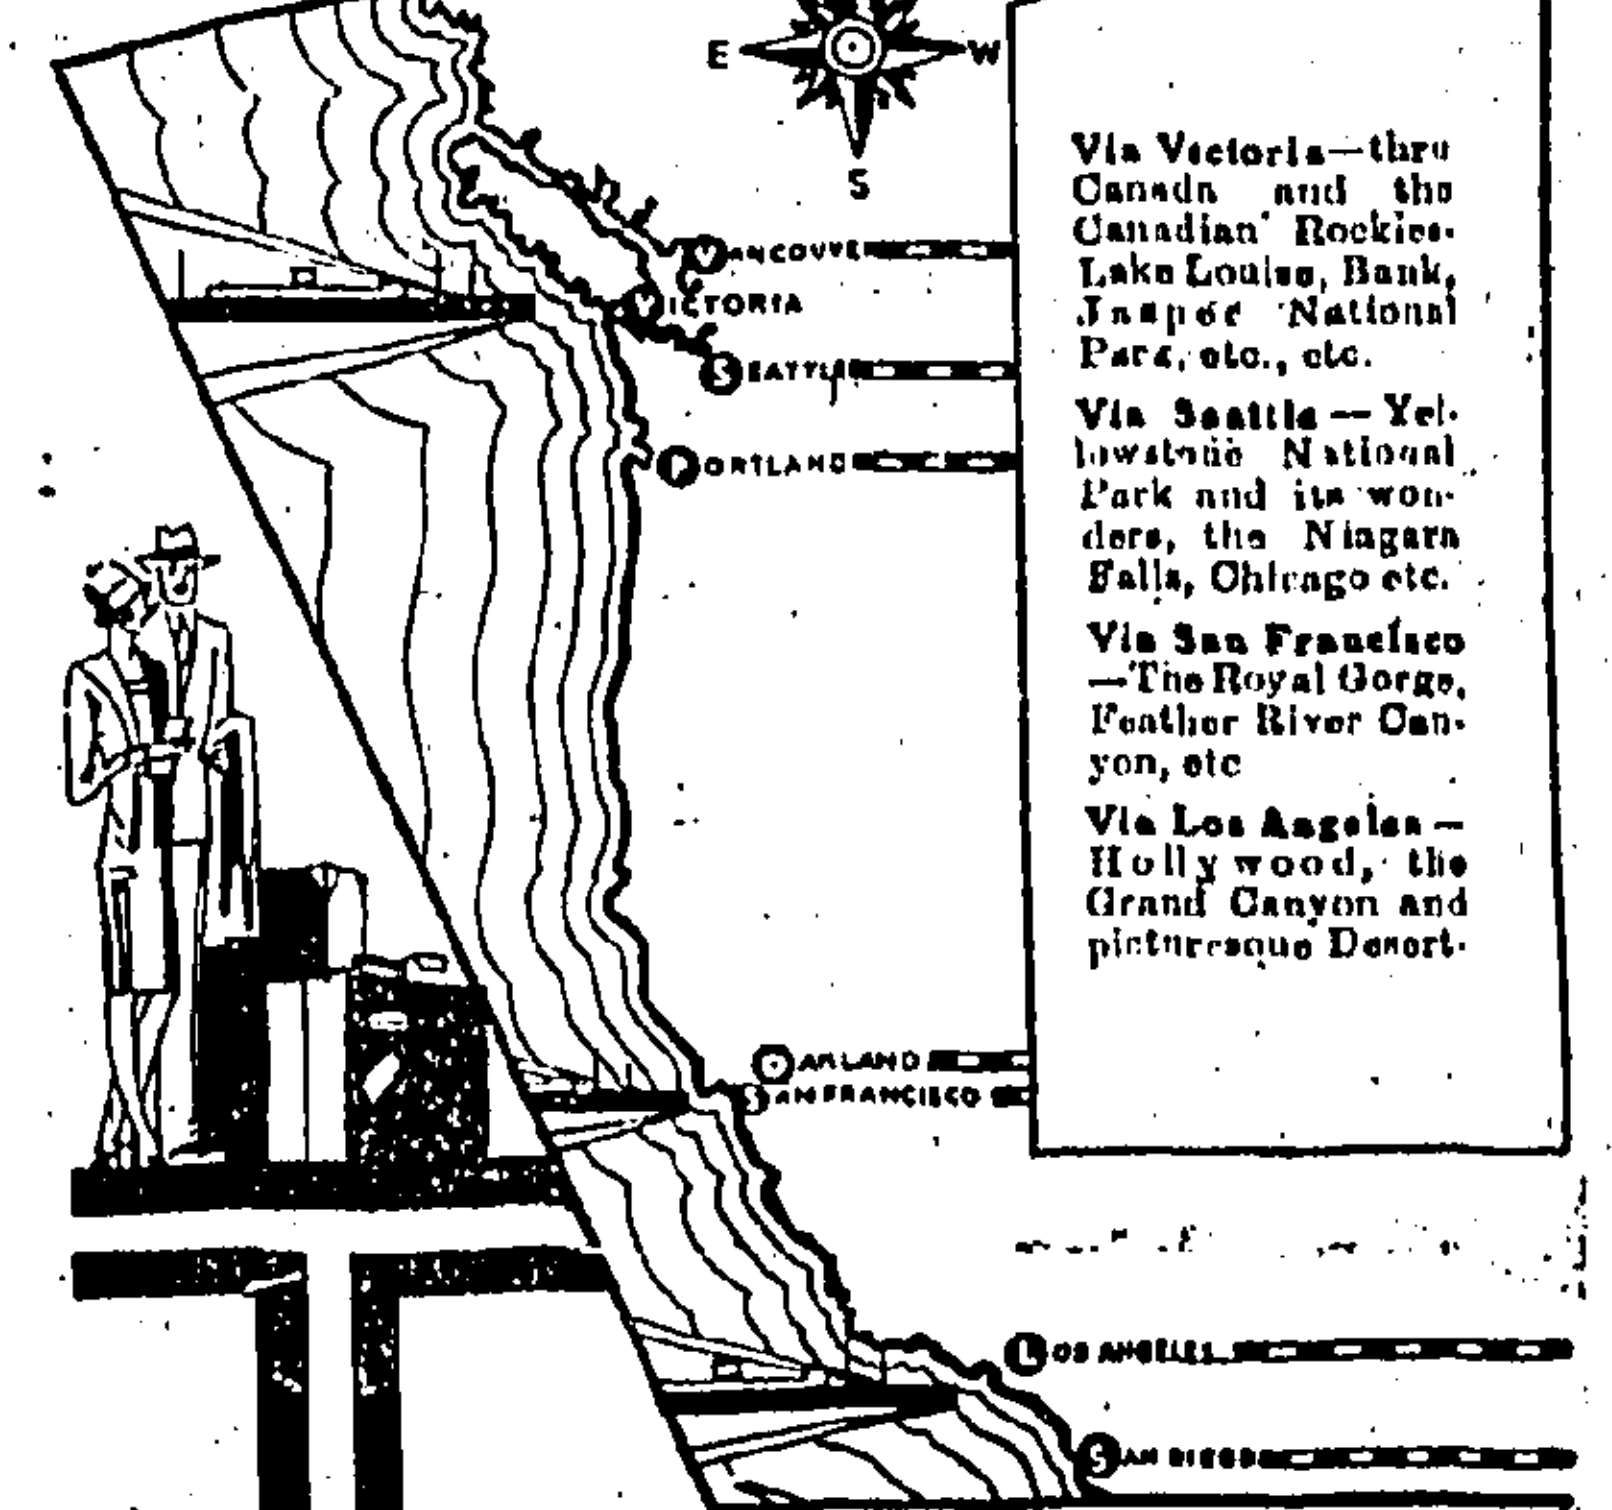 E W
S
VANCOUVER
VICTORIA
SEATTLE
PORTLAND
OAKLAND
SAN FRANCISCO
LOS ANGELES
SAN DIEGO
Via Victoria—thru
Canada and the
Canadian Rockies.
Lake Louise, Bank,
Jasper National
Park, etc., etc.
Via Seattle — Yel-
lowstone National
Park and its won-
ders, the Niagara
Falls, Chicago etc.
Via San Francisco
—The Royal Gorge,
Feather River Can-
yon, etc
Via Los Angeles —
Hollywood, the
Grand Canyon and
picturesque Desert.